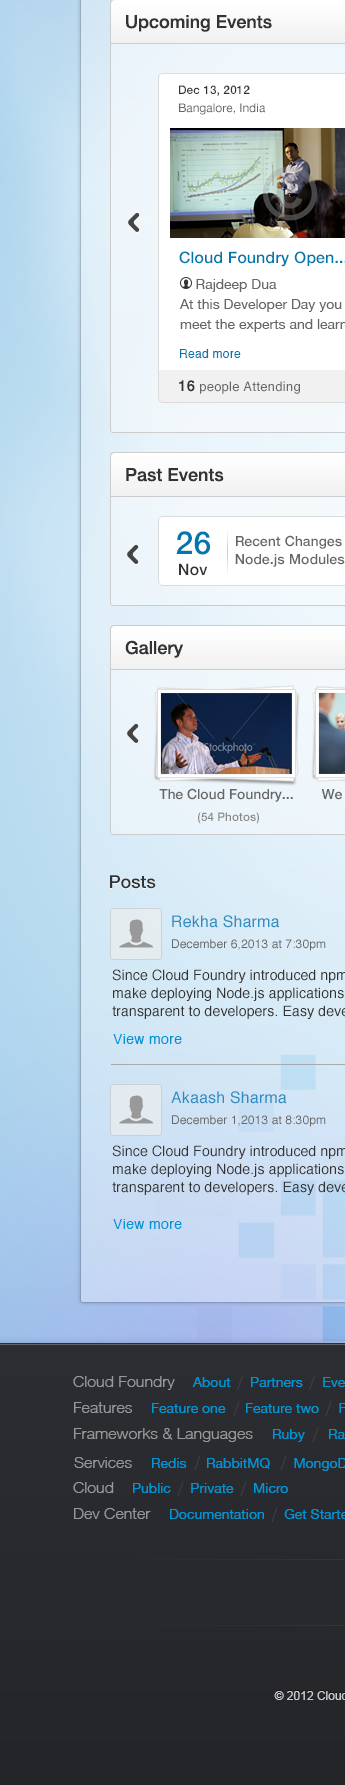 Upcoming Events
Dec 13, 2012
Bangalore, India
Cloud Foundry Open...
Rajdeep Dua
At this Developer Day you
meet the experts and learn
Read more
16 people Attending
Past Events
26
Nov
Recent Changes
Node.js Modules
Gallery
iStockphoto
The Cloud Foundry...
We
(54 Photos)
Posts
Rekha Sharma
December 6,2013 at 7:30pm
Since Cloud Foundry introduced npm
make deploying Node.js applications
transparent to developers. Easy deve
View more
Akaash Sharma
December 1,2013 at 8:30pm
Since Cloud Foundry introduced npm
make deploying Node.js applications
transparent to developers. Easy deve
View more
Cloud Foundry About / Partners / Eve
Features Feature one / Feature two / F
Frameworks & Languages Ruby / Ra
Services Redis / RabbitMQ / MongoD
Cloud Public / Private / Micro
Dev Center Documentation / Get Starte
© 2012 Cloud